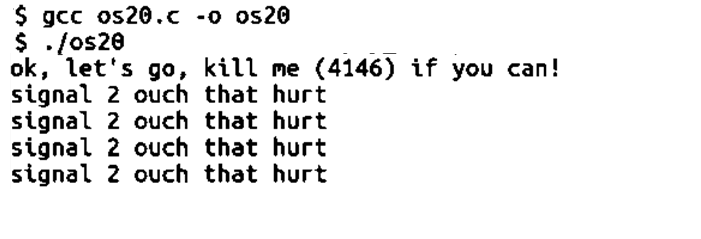 $ gcc os20.c -o os20
$ ./os20
ok, let's go, kill me (4146) if you can!
signal 2 ouch that hurt
signal 2 ouch that hurt
signal 2 ouch that hurt
signal 2 ouch that hurt